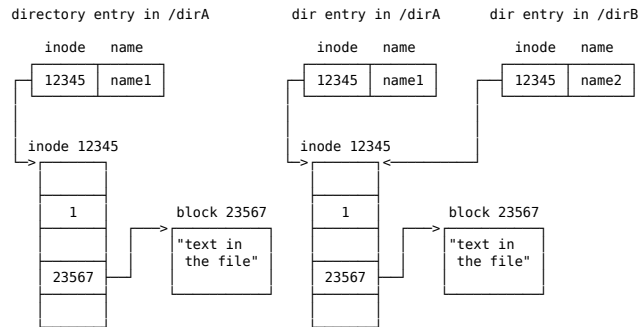 directory entry in /dirA
inode name
12345 name1
inode 12345
1
block 23567
"text in
the file"
23567
dir entry in /dirA
inode name
12345 name1
dir entry in /dirB
inode name
12345 name2
inode 12345
1
block 23567
"text in
the file"
23567